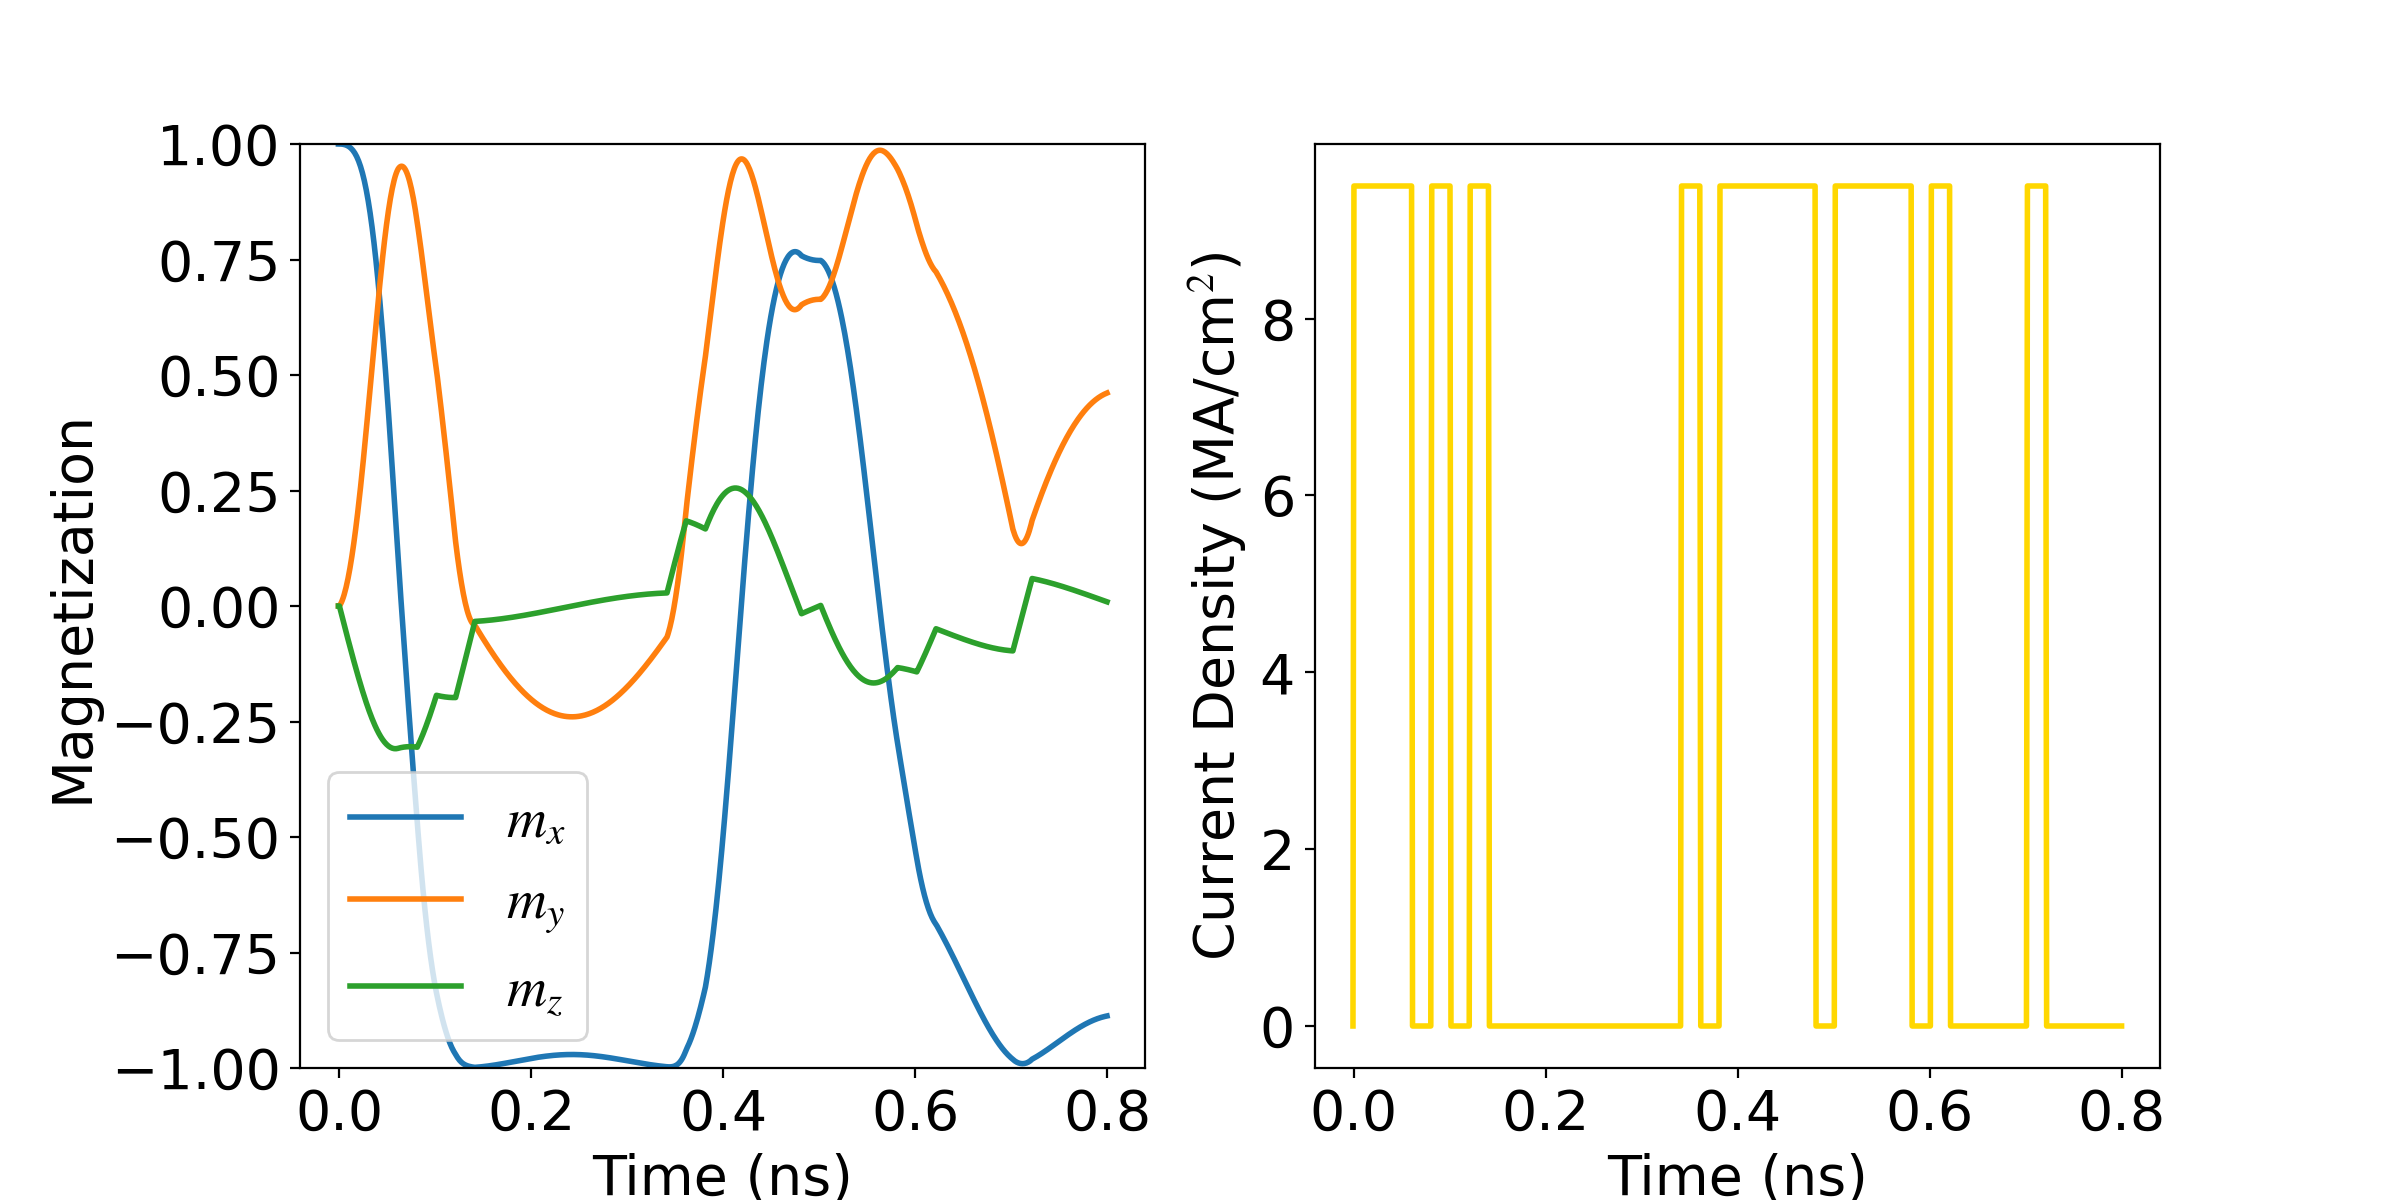 1.00
0.75
0.50
0.25
0.00
−0.25
−0.50
−0.75
−1.00
Magnetization
m_x
m_y
m_z
0.0 0.2 0.4 0.6 0.8
Time (ns)
8
6
4
2
0
Current Density (MA/cm²)
0.0 0.2 0.4 0.6 0.8
Time (ns)